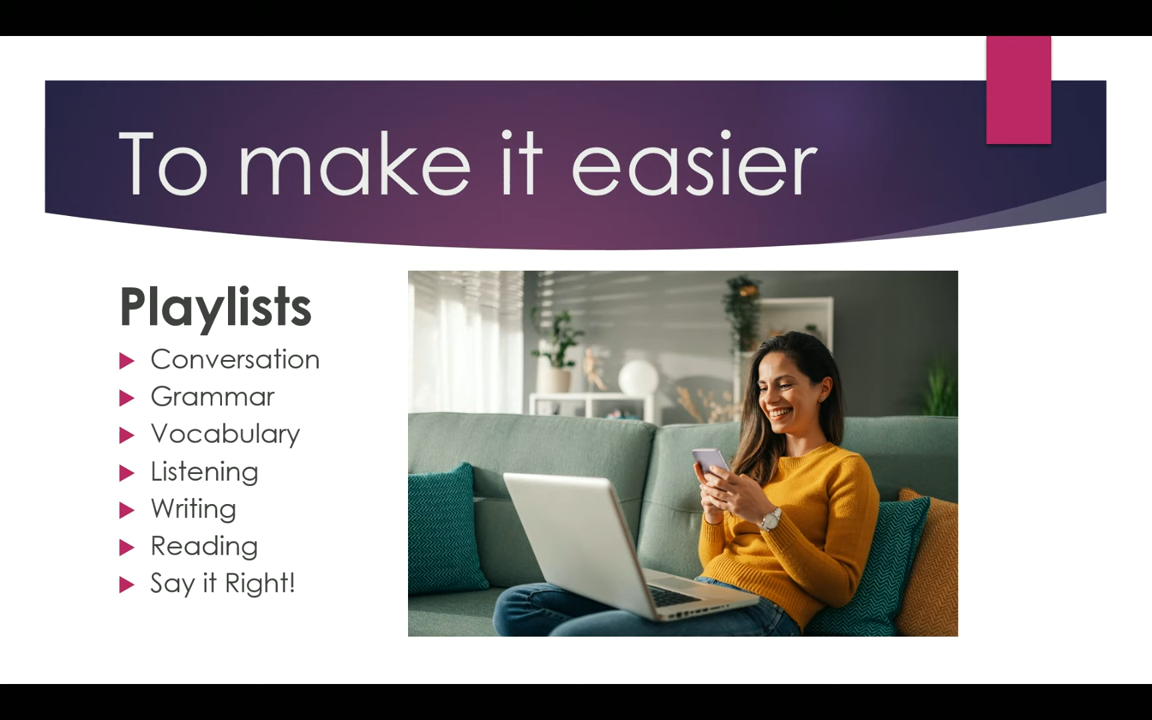 To make it easier
Playlists
Conversation
Grammar
Vocabulary
Listening
Writing
Reading
Say it Right!